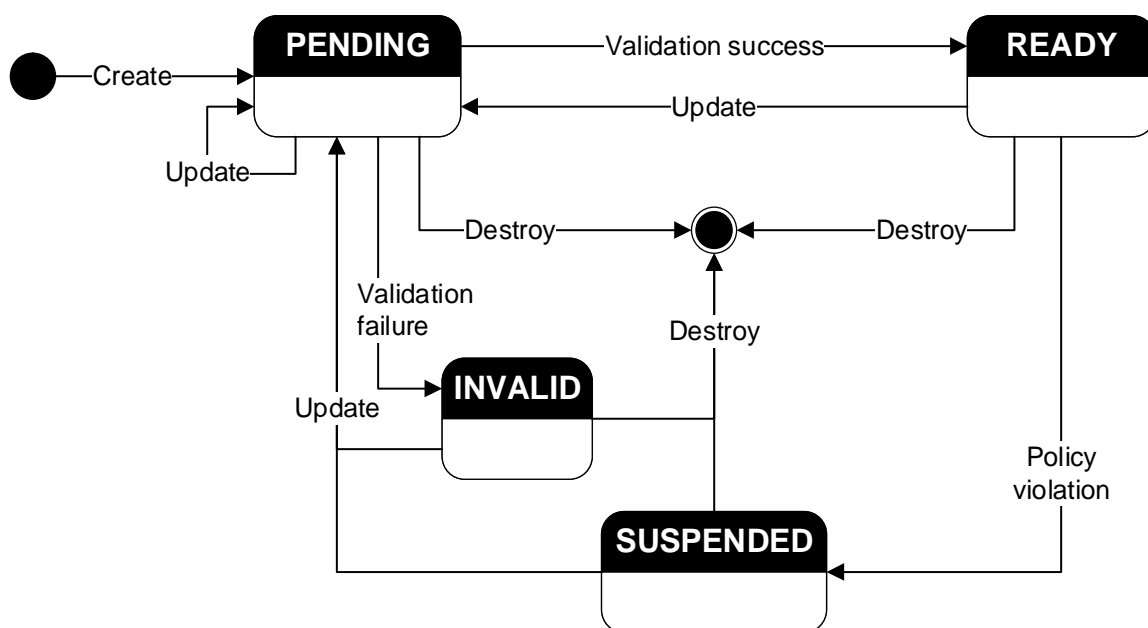 PENDING
Validation success
READY
Create
Update
Update
Destroy
Destroy
Validation
failure
Destroy
INVALID
Update
Policy
violation
SUSPENDED